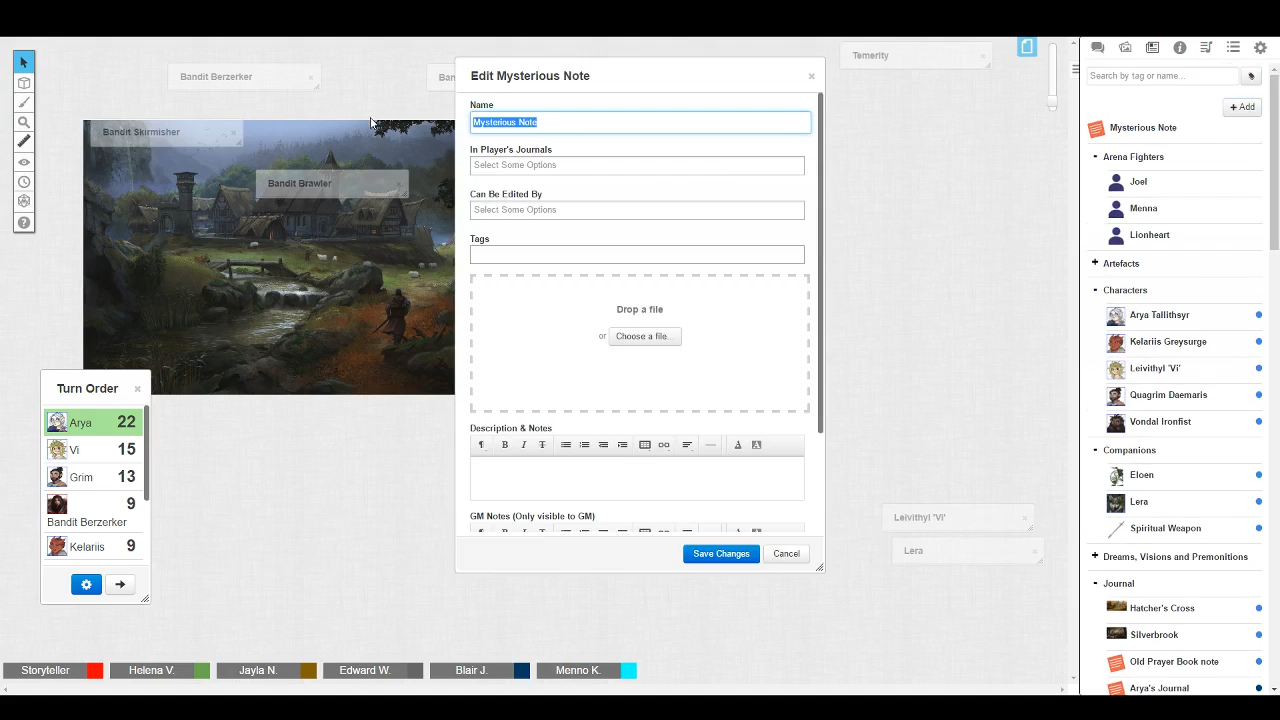 Bandit Berzerker
Ban
Temerity
Bandit Skirmisher
Bandit Brawler
Turn Order
Arya 22
Vi 15
Grim 13
9
Bandit Berzerker
Kelariis 9
Edit Mysterious Note
Name
Mysterious Note
In Player's Journals
Select Some Options
Can Be Edited By
Select Some Options
Tags
Drop a file
or Choose a file...
Description & Notes
B I T
A A
GM Notes (Only visible to GM)
Save Changes Cancel
Leivithyl 'Vi'
Lera
Storyteller
Helena V.
Jayla N.
Edward W.
Blair J.
Menno K.
Search by tag or name...
+ Add
Mysterious Note
- Arena Fighters
Joel
Menna
Lionheart
+ Artefacts
- Characters
Arya Tallithsyr
Kelariis Greysurge
Leivithyl 'Vi'
Quagrim Daemaris
Vondal Ironfist
- Companions
Eloen
Lera
Spiritual Weapon
+ Dreams, Visions and Premonitions
- Journal
Hatcher's Cross
Silverbrook
Old Prayer Book note
Arya's Journal